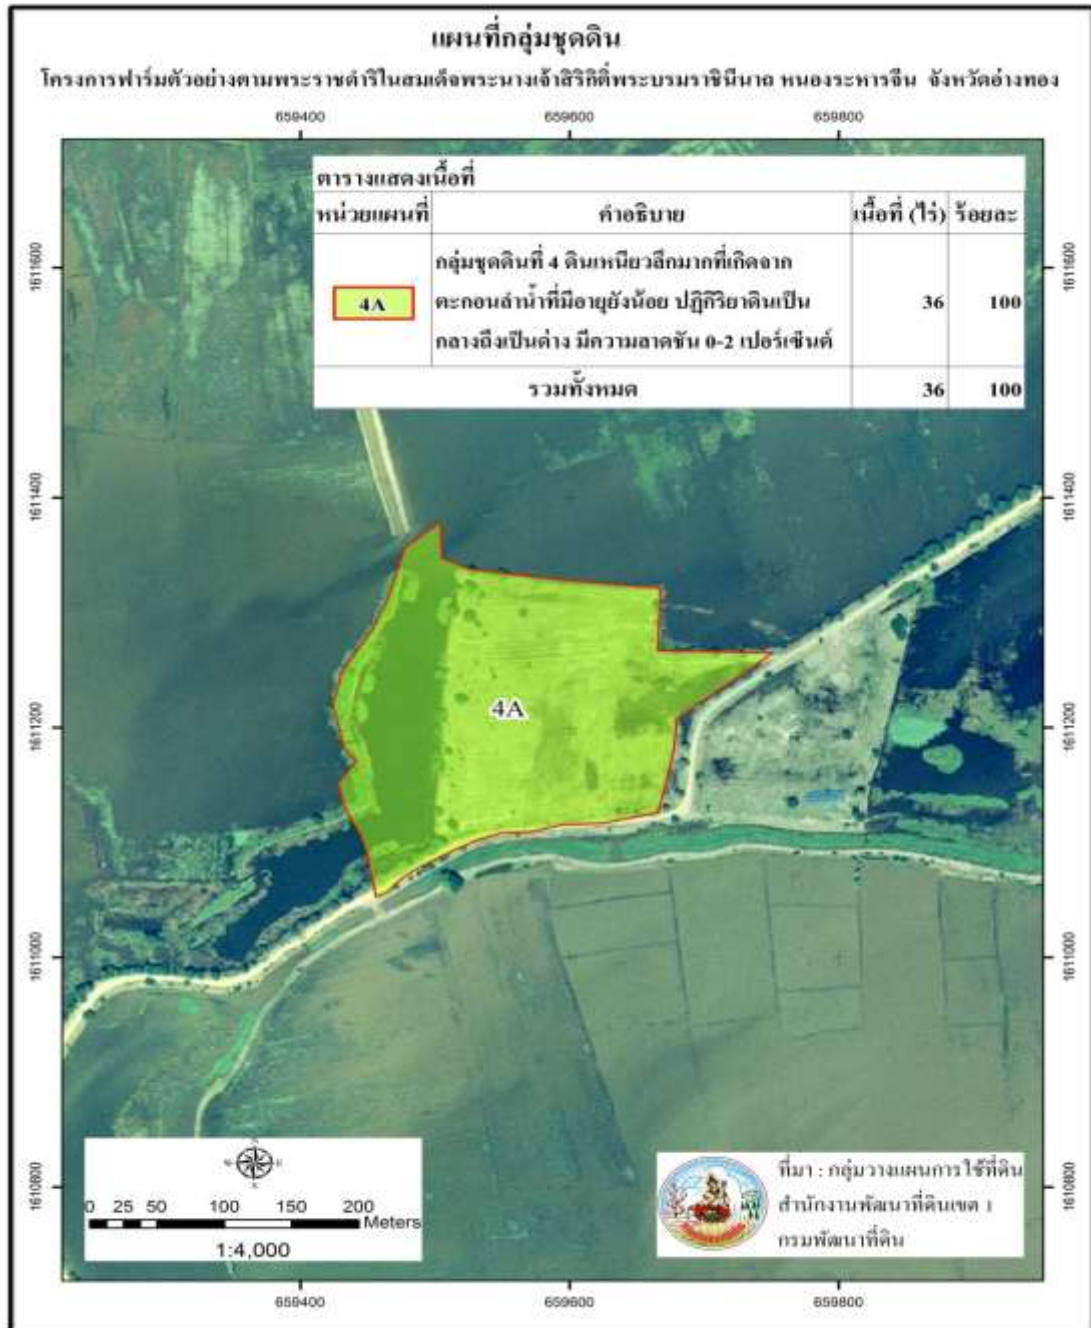 แผนที่กลุ่มชุดดิน
โครงการฟาร์มตัวอย่างตามพระราชดำริในสมเด็จพระนางเจ้าสิริกิติ์พระบรมราชินีนาถ หนองระหารจีน จังหวัดอ่างทอง
659400 659600 659800
ตารางแสดงเนื้อที่
หน่วยแผนที่ คำอธิบาย เนื้อที่ (ไร่) ร้อยละ
กลุ่มชุดดินที่ 4 ดินเหนียวลึกมากที่เกิดจาก
4A ตะกอนลำน้ำที่มีอายุยังน้อย ปฏิกิริยาดินเป็น 36 100
กลางถึงเป็นด่าง มีความลาดชัน 0-2 เปอร์เซ็นต์
รวมทั้งหมด 36 100
1611600 1611600
1611400 1611400
4A
1611200 1611200
1611000 1611000
1610800 1610800
0 25 50 100 150 200
Meters
1:4,000
ที่มา : กลุ่มวางแผนการใช้ที่ดิน
สำนักงานพัฒนาที่ดินเขต 1
กรมพัฒนาที่ดิน
659400 659600 659800